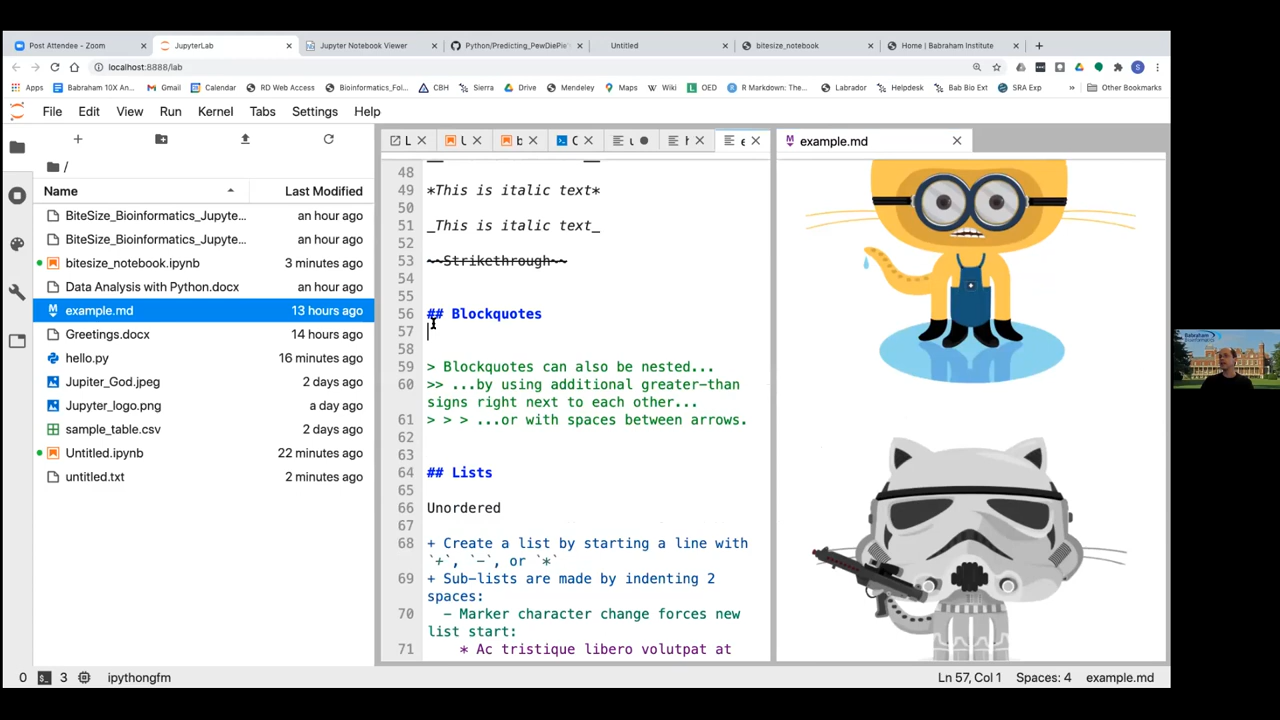 Post Attendee - Zoom
JupyterLab
Jupyter Notebook Viewer
Python/Predicting_PewDiePie'
Untitled
bitesize_notebook
Home | Babraham Institute
localhost:8888/lab
Apps
Babraham 10X An...
Gmail
Calendar
RD Web Access
Bioinformatics_Fol...
CBH
Sierra
Drive
Mendeley
Maps
Wiki
OED
R Markdown: The...
Labrador
Helpdesk
Bab Bio Ext
SRA Exp
»
Other Bookmarks
File Edit View Run Kernel Tabs Settings Help
/
L
b
C
u
example.md
Name Last Modified
BiteSize_Bioinformatics_Jupyte... an hour ago
BiteSize_Bioinformatics_Jupyte... an hour ago
bitesize_notebook.ipynb 3 minutes ago
Data Analysis with Python.docx an hour ago
example.md 13 hours ago
Greetings.docx 14 hours ago
hello.py 16 minutes ago
Jupiter_God.jpeg 2 days ago
Jupyter_logo.png a day ago
sample_table.csv 2 days ago
Untitled.ipynb 22 minutes ago
untitled.txt 2 minutes ago
48
49 *This is italic text*
50
51 _This is italic text_
52
53 ~~Strikethrough~~
54
55
56 ## Blockquotes
57
58
59 > Blockquotes can also be nested...
60 >> ...by using additional greater-than
signs right next to each other...
61 > > > ...or with spaces between arrows.
62
63
64 ## Lists
65
66 Unordered
67
68 + Create a list by starting a line with
`+`, `-`, or `*`
69 + Sub-lists are made by indenting 2
spaces:
70 - Marker character change forces new
list start:
71 * Ac tristique libero volutpat at
0
3
ipythongfm
Ln 57, Col 1
Spaces: 4
example.md